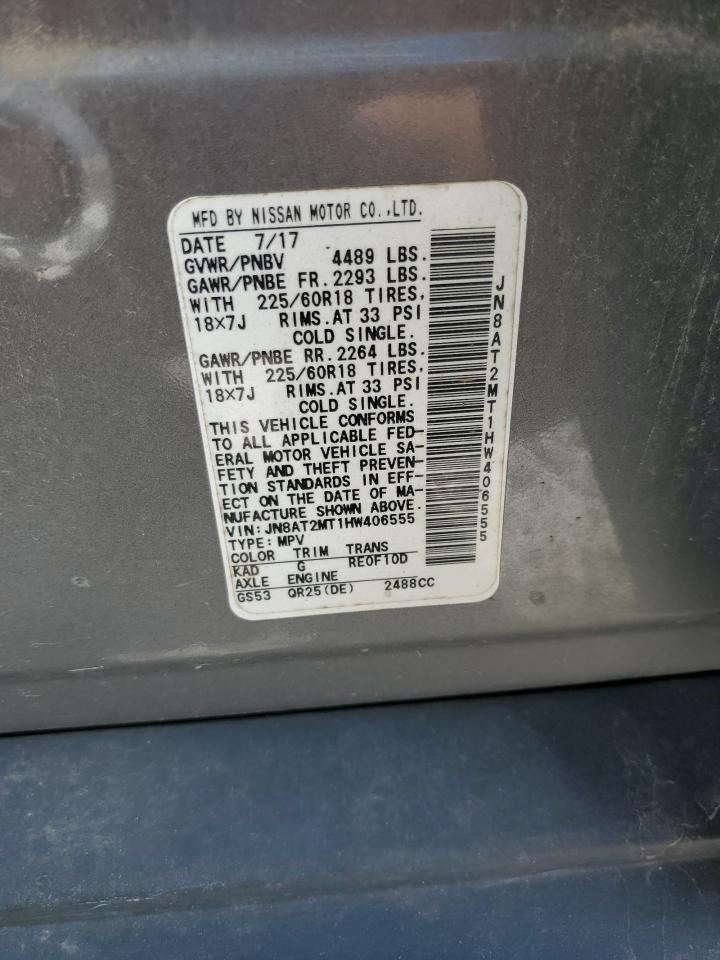 MFD BY NISSAN MOTOR CO.,LTD.
DATE 7/17
GVWR/PNBV 4489 LBS.
GAWR/PNBE FR. 2293 LBS.
WITH 225/60R18 TIRES,
18×7J RIMS.AT 33 PSI
COLD SINGLE.
GAWR/PNBE RR. 2264 LBS.
WITH 225/60R18 TIRES,
18×7J RIMS.AT 33 PSI
COLD SINGLE.
THIS VEHICLE CONFORMS
TO ALL APPLICABLE FED-
ERAL MOTOR VEHICLE SA-
FETY AND THEFT PREVEN-
TION STANDARDS IN EFF-
ECT ON THE DATE OF MA-
NUFACTURE SHOWN ABOVE.
VIN:JN8AT2MT1HW406555
TYPE:MPV
COLOR TRIM TRANS
KAD G RE0F10D
AXLE ENGINE
GS53 QR25(DE) 2488CC
JN8AT2MT1HW406555